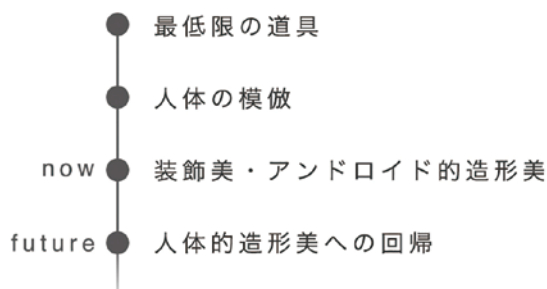 最低限の道具
人体の模倣
now 装飾美・アンドロイド的造形美
future 人体的造形美への回帰